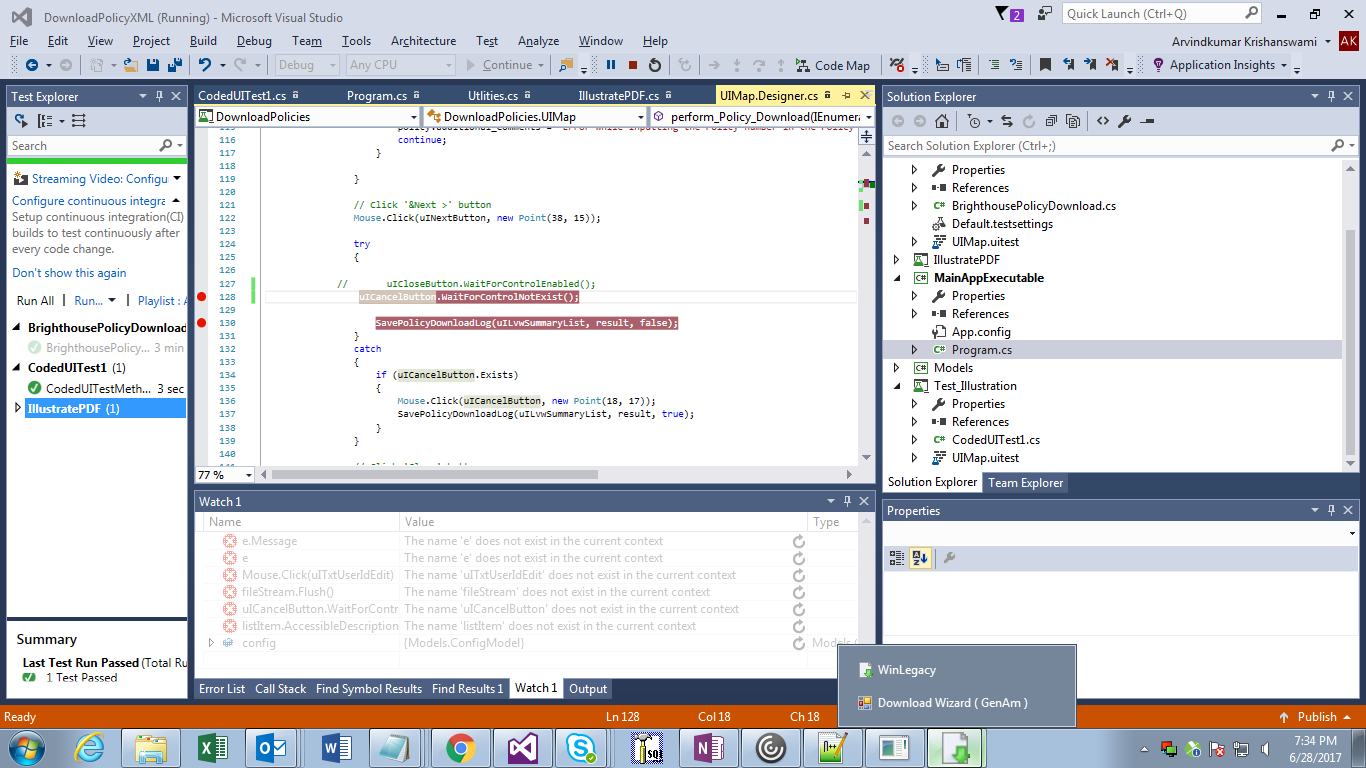 DownloadPolicyXML (Running) - Microsoft Visual Studio
2
Quick Launch (Ctrl+Q)
File Edit View Project Build Debug Team Tools Architecture Test Analyze Window Help
Arvindkumar Krishanswami AK
Debug Any CPU Continue Code Map Application Insights
Test Explorer
Search
Streaming Video: Configu
Configure continuous integra
Setup continuous integration(CI)
builds to test continuously after
every code change.
Don't show this again
Run All | Run... | Playlist : A
BrighthousePolicyDownload
BrighthousePolicy... 3 min
CodedUITest1 (1)
CodedUITestMeth... 3 sec
IllustratePDF (1)
Summary
Last Test Run Passed (Total Ru
1 Test Passed
CodedUITest1.cs Program.cs Utilities.cs IllustratePDF.cs UIMap.Designer.cs
DownloadPolicies DownloadPolicies.UIMap perform_Policy_Download(IEnumera
115 policy.additional_comments = "Error while inputting the Policy Number in the Policy
116 continue;
117 }
118
119 }
120
121 // Click '&Next >' button
122 Mouse.Click(uINextButton, new Point(38, 15));
123
124 try
125 {
126
127 // uICloseButton.WaitForControlEnabled();
128 uICancelButton.WaitForControlNotExist();
129
130 SavePolicyDownloadLog(uILvwSummaryList, result, false);
131 }
132 catch
133 {
134 if (uICancelButton.Exists)
135 {
136 Mouse.Click(uICancelButton, new Point(18, 17));
137 SavePolicyDownloadLog(uILvwSummaryList, result, true);
138 }
139 }
140
77 %
Watch 1
Name Value Type
e.Message The name 'e' does not exist in the current context
e The name 'e' does not exist in the current context
Mouse.Click(uITxtUserIdEdit) The name 'uITxtUserIdEdit' does not exist in the current context
fileStream.Flush() The name 'fileStream' does not exist in the current context
uICancelButton.WaitForContr The name 'uICancelButton' does not exist in the current context
listItem.AccessibleDescription The name 'listItem' does not exist in the current context
config {Models.ConfigModel} Models.(
Error List Call Stack Find Symbol Results Find Results 1 Watch 1 Output
Solution Explorer
Search Solution Explorer (Ctrl+;)
Properties
References
C# BrighthousePolicyDownload.cs
Default.testsettings
UIMap.uitest
IllustratePDF
C# MainAppExecutable
Properties
References
App.config
C# Program.cs
C# Models
Test_Illustration
Properties
References
C# CodedUITest1.cs
UIMap.uitest
Solution Explorer Team Explorer
Properties
WinLegacy
Download Wizard ( GenAm )
Ready Ln 128 Col 18 Ch 18 Publish
7:34 PM
6/28/2017